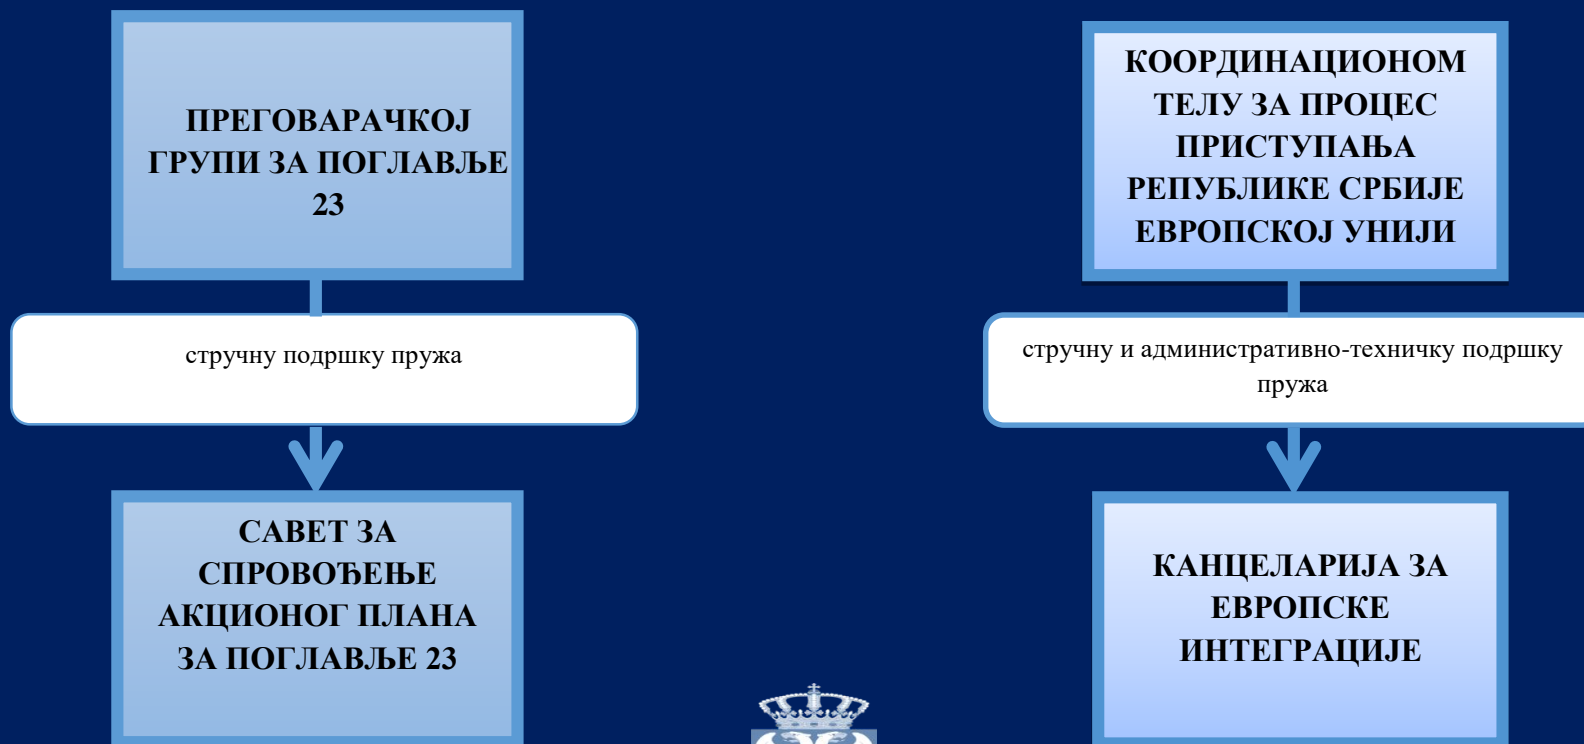 ПРЕГОВАРАЧКОЈ
ГРУПИ ЗА ПОГЛАВЉЕ
23
стручну подршку пружа
САВЕТ ЗА
СПРОВОЂЕЊЕ
АКЦИОНОГ ПЛАНА
ЗА ПОГЛАВЉЕ 23
КООРДИНАЦИОНОМ
ТЕЛУ ЗА ПРОЦЕС
ПРИСТУПАЊА
РЕПУБЛИКЕ СРБИЈЕ
ЕВРОПСКОЈ УНИЈИ
стручну и административно-техничку подршку
пружа
КАНЦЕЛАРИЈА ЗА
ЕВРОПСКЕ
ИНТЕГРАЦИЈЕ